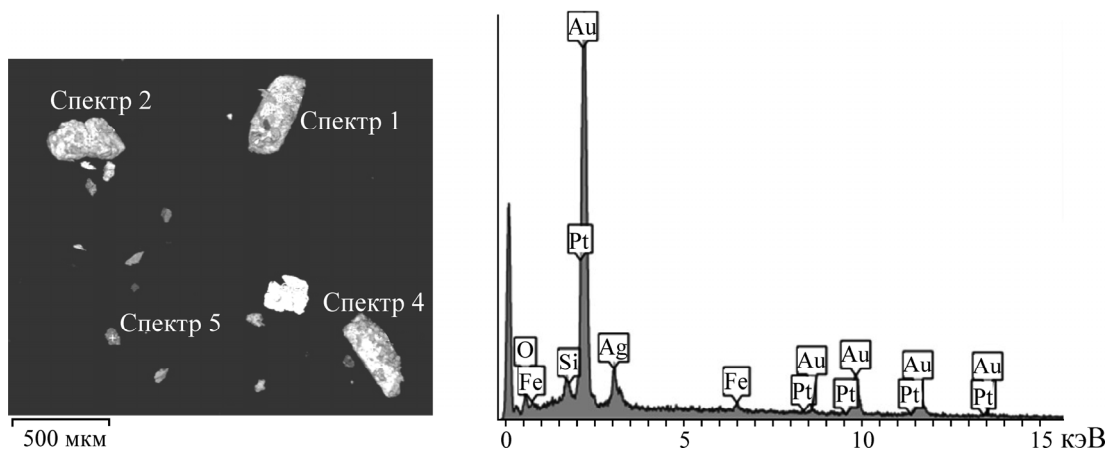 Спектр 2
Спектр 1
Спектр 4
Спектр 5
500 мкм
Au
Pt
O
Fe
Si
Ag
Fe
Au
Pt
Au
Pt
Au
Pt
Au
Pt
0 5 10 15 кэВ